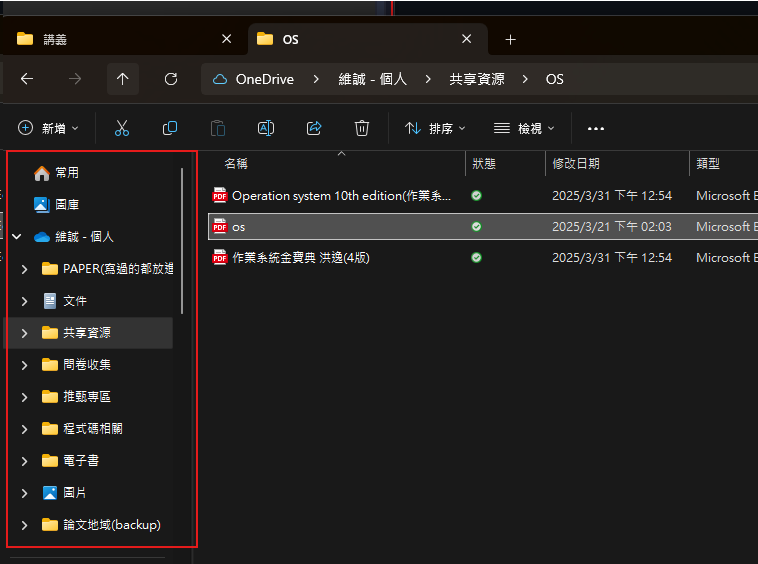 講義
OS
OneDrive
維誠 - 個人
共享資源
OS
新增
排序
檢視
常用
圖庫
維誠 - 個人
PAPER(寫過的都放進
文件
共享資源
問卷收集
推甄專區
程式碼相關
電子書
圖片
論文地域(backup)
名稱 狀態 修改日期 類型
Operation system 10th edition(作業系... 2025/3/31 下午 12:54 Microsoft E
os 2025/3/21 下午 02:03 Microsoft E
作業系統金寶典 洪逸(4版) 2025/3/31 下午 12:54 Microsoft E